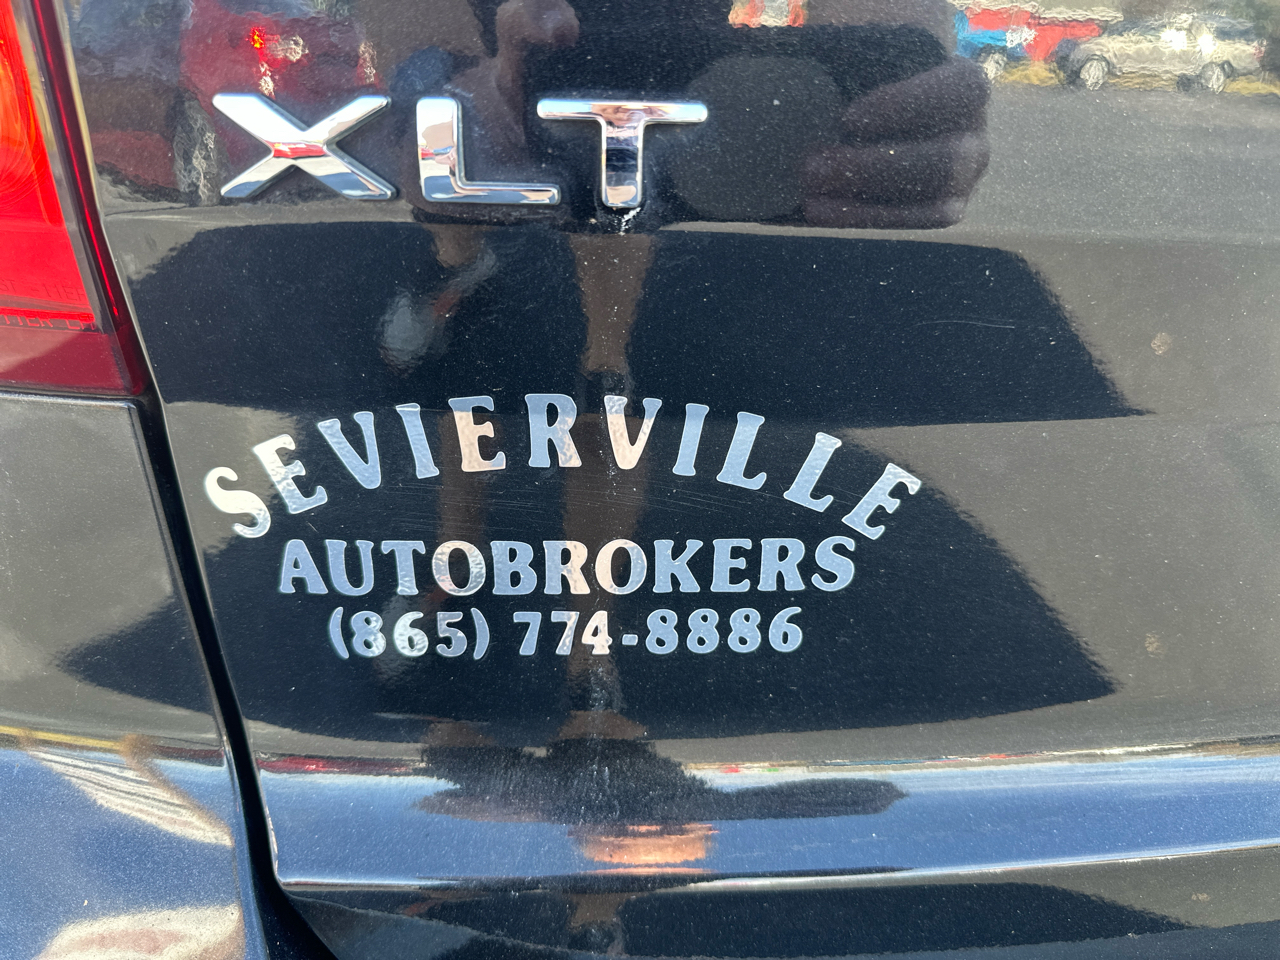 XLT
SEVIERVILLE
AUTOBROKERS
(865) 774-8886